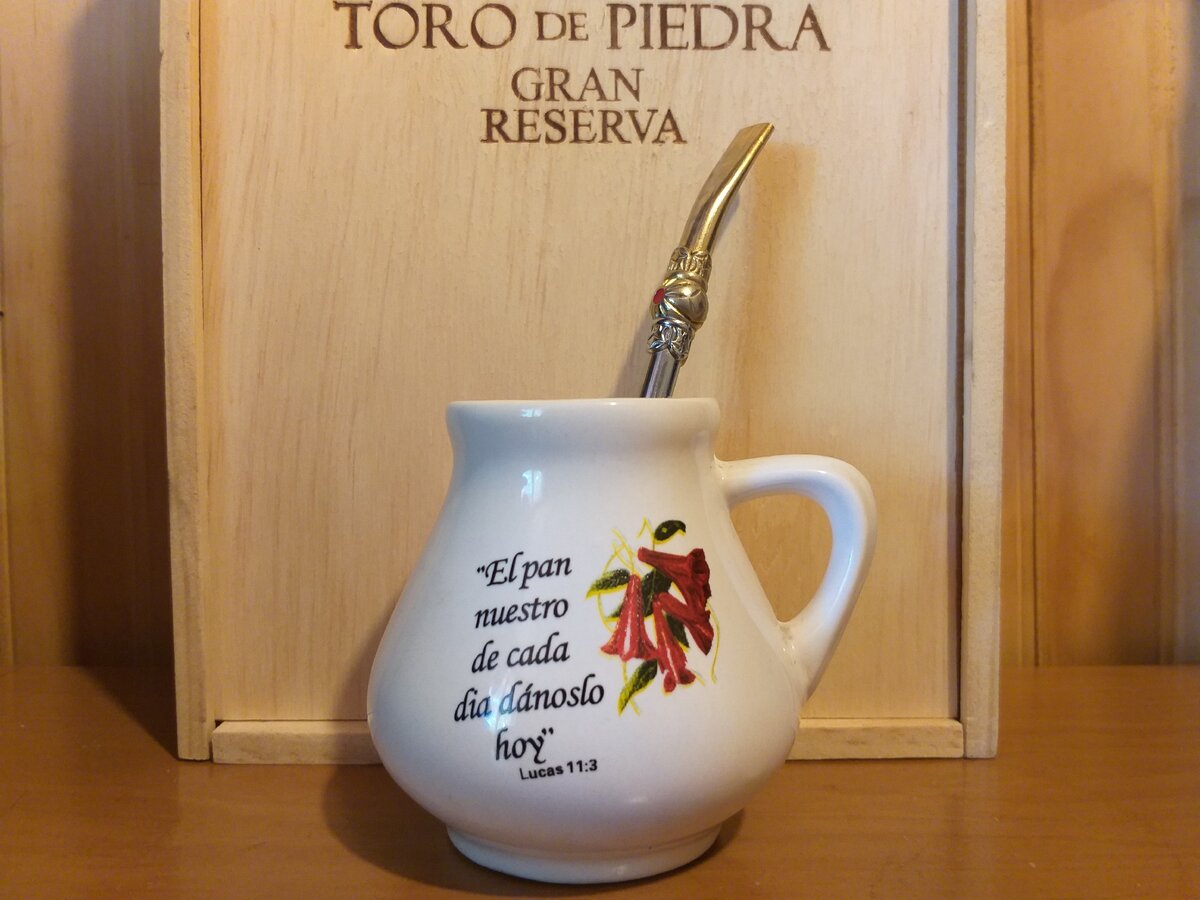 TORO DE PIEDRA
GRAN
RESERVA
"El pan
nuestro
de cada
dia dánoslo
hoy"
Lucas 11:3